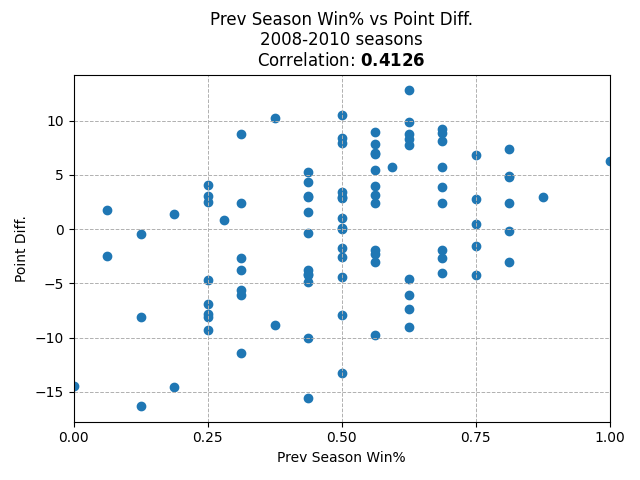 Prev Season Win% vs Point Diff.
2008-2010 seasons
Correlation: 0.4126
Point Diff.
10
5
0
−5
−10
−15
0.00 0.25 0.50 0.75 1.00
Prev Season Win%